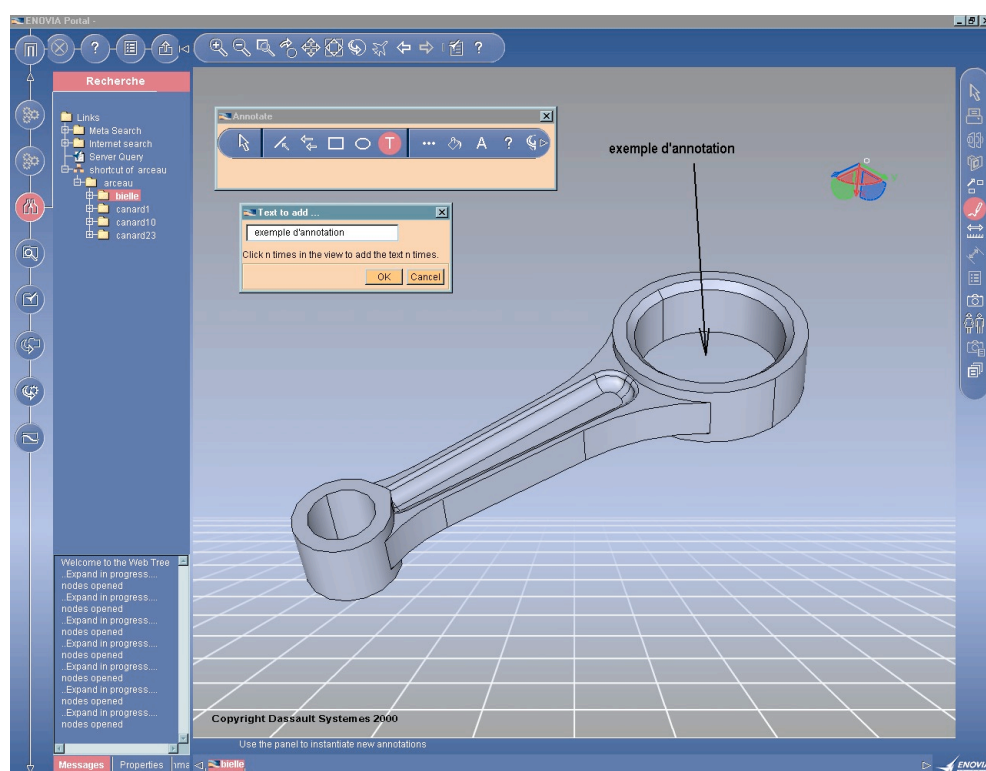 ENOVIA Portal -
?
?
Recherche
Links
Meta Search
Internet search
Server Query
shortcut of arceau
arceau
bielle
canard1
canard10
canard23
Annotate
T
...
A
?
Text to add ...
exemple d'annotation
Click n times in the view to add the text n times.
OK
Cancel
exemple d'annotation
Welcome to the Web Tree
..Expand in progress....
nodes opened
..Expand in progress....
nodes opened
..Expand in progress....
nodes opened
..Expand in progress....
nodes opened
..Expand in progress....
nodes opened
..Expand in progress....
nodes opened
..Expand in progress....
nodes opened
Copyright Dassault Systemes 2000
Use the panel to instantiate new annotations
Messages
Properties
bielle
ENOVIA